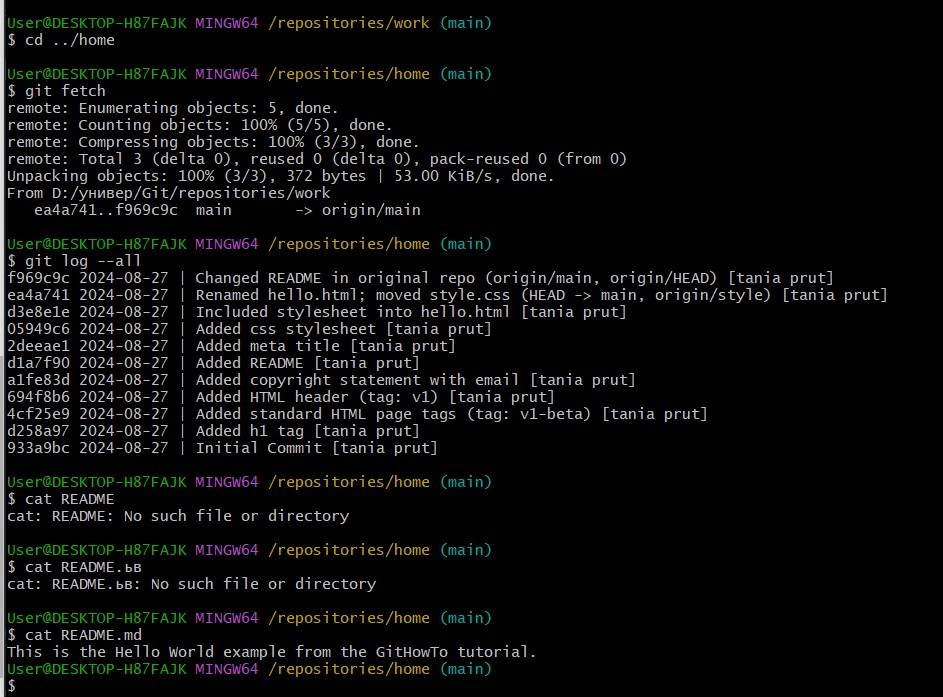 User@DESKTOP-H87FAJK MINGW64 /repositories/work (main)
$ cd ../home
User@DESKTOP-H87FAJK MINGW64 /repositories/home (main)
$ git fetch
remote: Enumerating objects: 5, done.
remote: Counting objects: 100% (5/5), done.
remote: Compressing objects: 100% (3/3), done.
remote: Total 3 (delta 0), reused 0 (delta 0), pack-reused 0 (from 0)
Unpacking objects: 100% (3/3), 372 bytes | 53.00 KiB/s, done.
From D:/универ/Git/repositories/work
   ea4a741..f969c9c  main       -> origin/main
User@DESKTOP-H87FAJK MINGW64 /repositories/home (main)
$ git log --all
f969c9c 2024-08-27 | Changed README in original repo (origin/main, origin/HEAD) [tania prut]
ea4a741 2024-08-27 | Renamed hello.html; moved style.css (HEAD -> main, origin/style) [tania prut]
d3e8e1e 2024-08-27 | Included stylesheet into hello.html [tania prut]
05949c6 2024-08-27 | Added css stylesheet [tania prut]
2deeae1 2024-08-27 | Added meta title [tania prut]
d1a7f90 2024-08-27 | Added README [tania prut]
a1fe83d 2024-08-27 | Added copyright statement with email [tania prut]
694f8b6 2024-08-27 | Added HTML header (tag: v1) [tania prut]
4cf25e9 2024-08-27 | Added standard HTML page tags (tag: v1-beta) [tania prut]
d258a97 2024-08-27 | Added h1 tag [tania prut]
933a9bc 2024-08-27 | Initial Commit [tania prut]
User@DESKTOP-H87FAJK MINGW64 /repositories/home (main)
$ cat README
cat: README: No such file or directory
User@DESKTOP-H87FAJK MINGW64 /repositories/home (main)
$ cat README.ьв
cat: README.ьв: No such file or directory
User@DESKTOP-H87FAJK MINGW64 /repositories/home (main)
$ cat README.md
This is the Hello World example from the GitHowTo tutorial.
User@DESKTOP-H87FAJK MINGW64 /repositories/home (main)
$